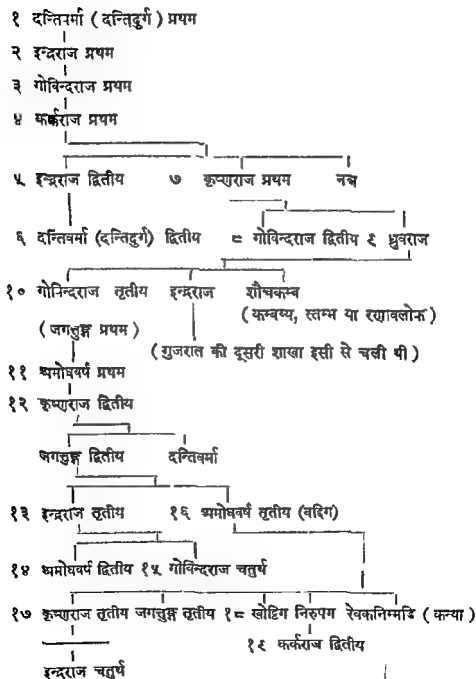 १ दन्तिवर्मा ( दन्तिदुर्ग ) प्रथम
२ इन्द्रराज प्रथम
३ गोविन्दराज प्रथम
४ कर्कराज प्रथम
५ इन्द्रराज द्वितीय ७ कृष्णराज प्रथम नन्न
६ दन्तिवर्मा (दन्तिदुर्ग) द्वितीय ८ गोविन्दराज द्वितीय ९ ध्रुवराज
१० गोविन्दराज तृतीय इन्द्रराज शौचकम्ब
(कम्बय्य, स्तम्भ या रणावलोक)
(जगत्तुङ्ग प्रथम)
(गुजरात की दूसरी शाखा इसी से चली थी)
११ अमोघवर्ष प्रथम
१२ कृष्णराज द्वितीय
जगत्तुङ्ग द्वितीय दन्तिवर्मा
१३ इन्द्रराज तृतीय १६ अमोघवर्ष तृतीय (वद्दिग)
१४ अमोघवर्ष द्वितीय १५ गोविन्दराज चतुर्थ
१७ कृष्णराज तृतीय जगत्तुङ्ग तृतीय १८ खोट्टिग निरुपम रेवकनिम्मडि ( कन्या )
१९ कर्कराज द्वितीय
इन्द्रराज चतुर्थ